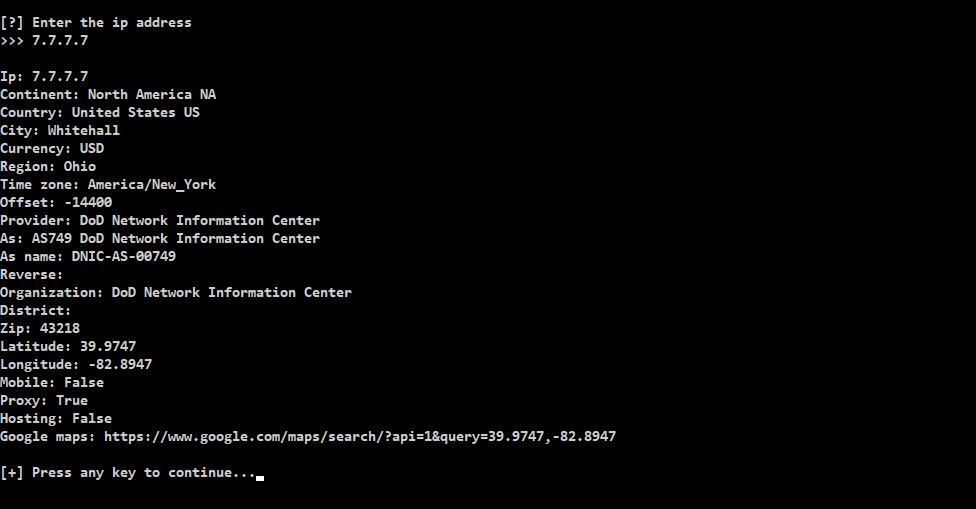 [?] Enter the ip address
>>> 7.7.7.7
Ip: 7.7.7.7
Continent: North America NA
Country: United States US
City: Whitehall
Currency: USD
Region: Ohio
Time zone: America/New_York
Offset: -14400
Provider: DoD Network Information Center
As: AS749 DoD Network Information Center
As name: DNIC-AS-00749
Reverse:
Organization: DoD Network Information Center
District:
Zip: 43218
Latitude: 39.9747
Longitude: -82.8947
Mobile: False
Proxy: True
Hosting: False
Google maps: https://www.google.com/maps/search/?api=1&query=39.9747,-82.8947
[+] Press any key to continue...